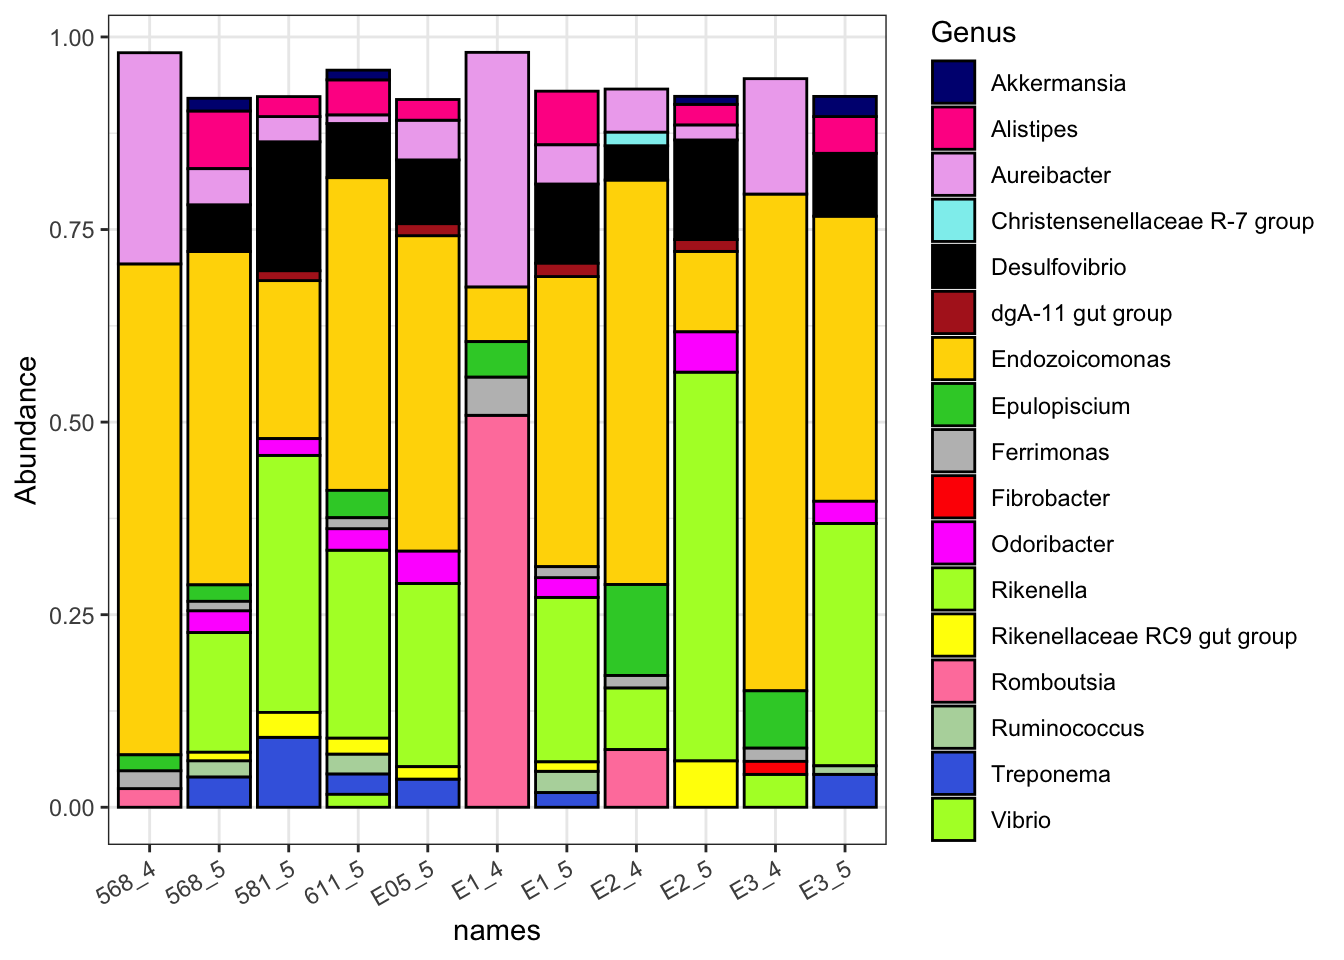 Genus
1.00
0.75
0.50
0.25
0.00
Abundance
568_4
568_5
581_5
611_5
E05_5
E1_4
E1_5
E2_4
E2_5
E3_4
E3_5
names
Akkermansia
Alistipes
Aureibacter
Christensenellaceae R-7 group
Desulfovibrio
dgA-11 gut group
Endozoicomonas
Epulopiscium
Ferrimonas
Fibrobacter
Odoribacter
Rikenella
Rikenellaceae RC9 gut group
Romboutsia
Ruminococcus
Treponema
Vibrio